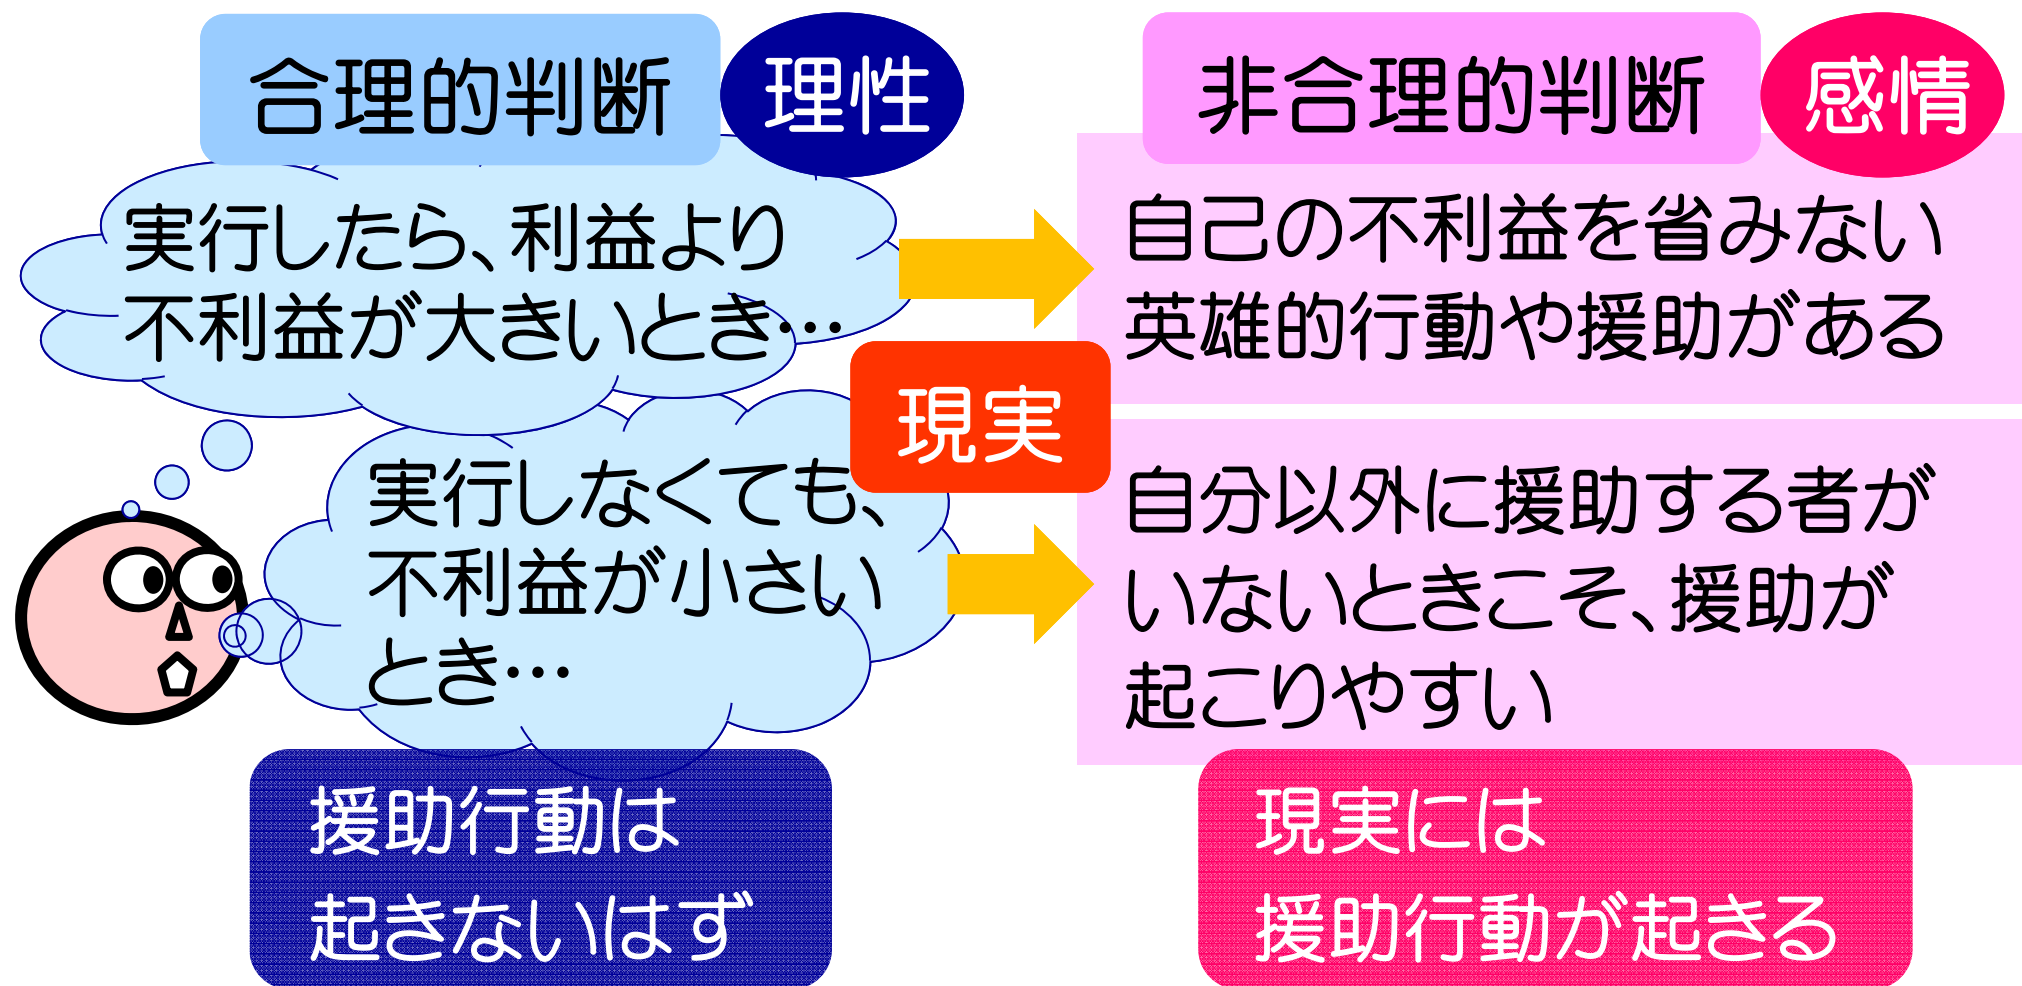 合理的判断
理性
実行したら、利益より
不利益が大きいとき…
実行しなくても、
不利益が小さい
とき…
援助行動は
起きないはず
現実
非合理的判断
感情
自己の不利益を省みない
英雄的行動や援助がある
自分以外に援助する者が
いないときこそ、援助が
起こりやすい
現実には
援助行動が起きる